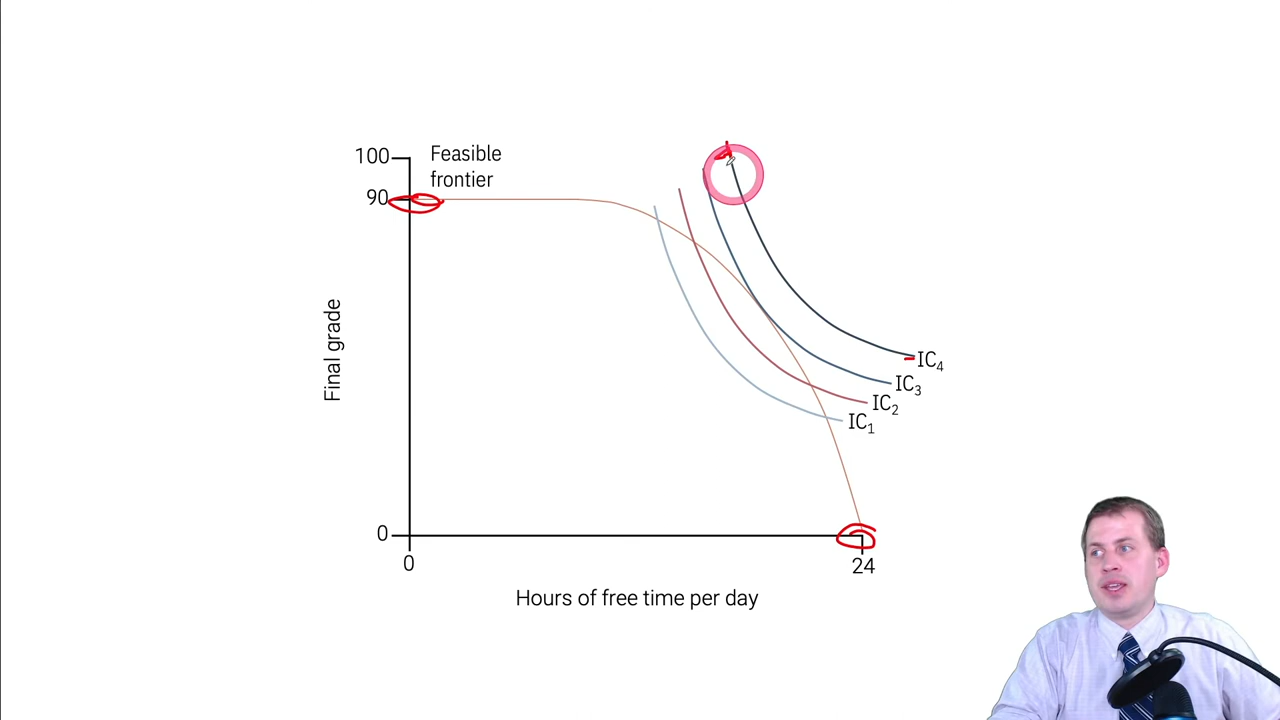 100
Feasible
frontier
90
Final grade
IC4
IC3
IC2
IC1
0
0
24
Hours of free time per day